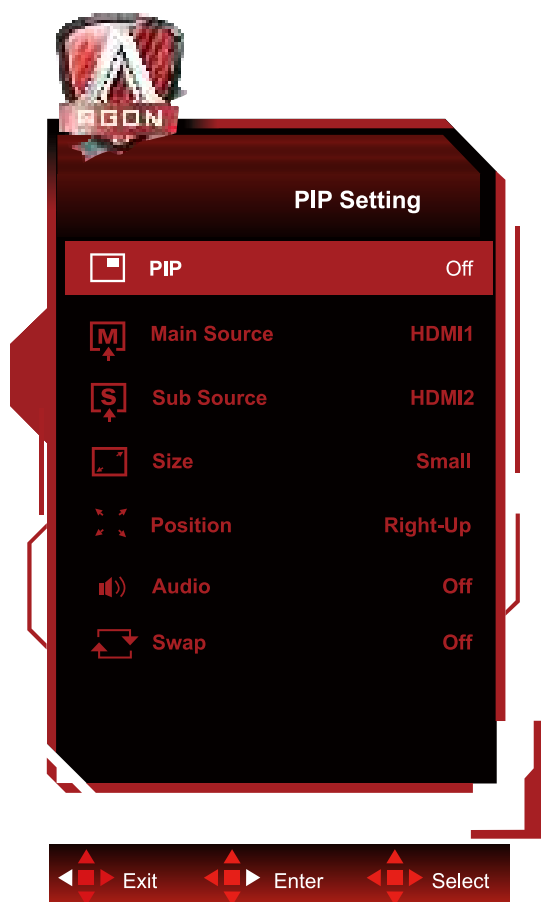 AGON
PIP Setting
PIP Off
M Main Source HDMI1
S Sub Source HDMI2
Size Small
Position Right-Up
Audio Off
Swap Off
Exit Enter Select